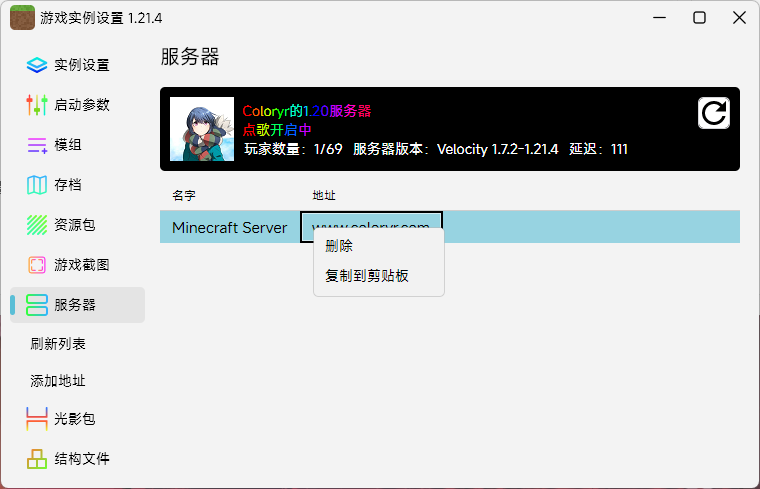 游戏实例设置 1.21.4
实例设置
启动参数
模组
存档
资源包
游戏截图
服务器
刷新列表
添加地址
光影包
结构文件
服务器
Coloryr的1.20服务器
点歌开启中
玩家数量：1/69 服务器版本：Velocity 1.7.2-1.21.4 延迟：111
名字 地址
Minecraft Server www.coloryr.com
删除
复制到剪贴板